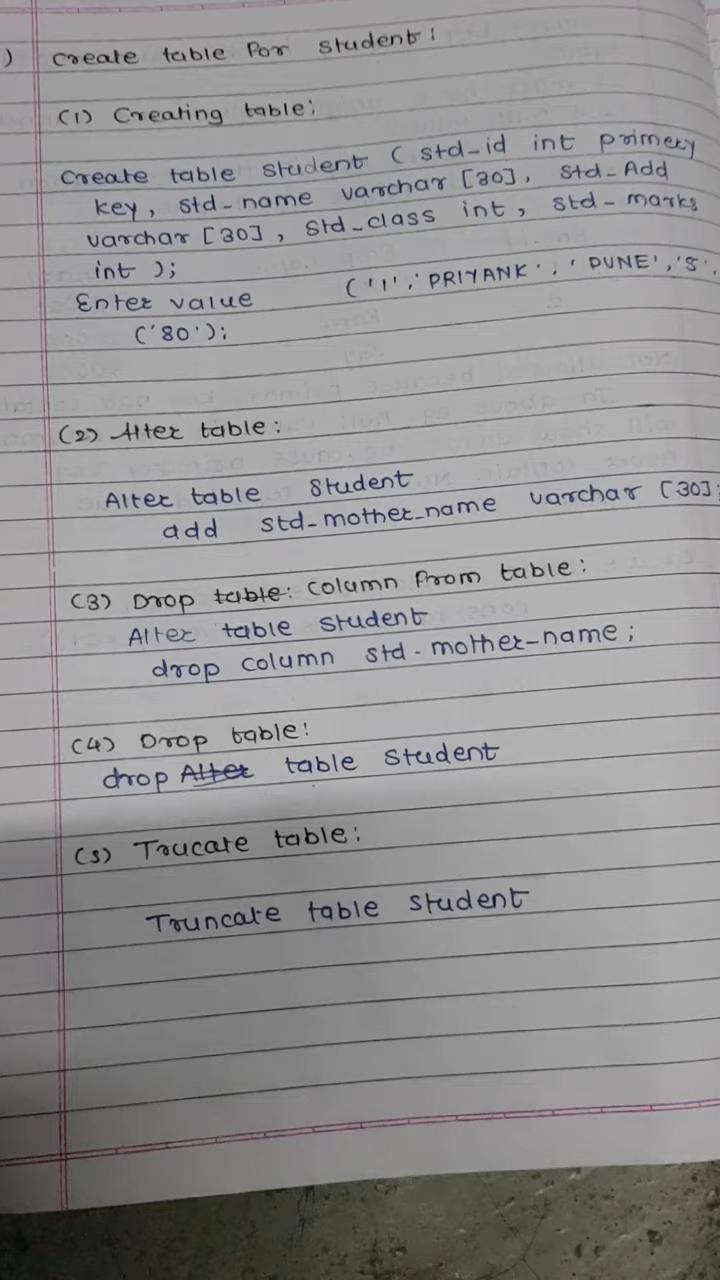 ) Create table for student :
(1) Creating table:
Create table student ( std-id int primery
key, std-name varchar [30], std-Add
varchar [30], std-class int, std-marks
int );
Enter value ('1','PRIYANK','PUNE','5',
('80');
(2) Alter table:
Alter table student
add std-mother-name varchar [30];
(3) Drop table: column from table:
Alter table student
drop column std-mother-name;
(4) Drop table:
drop Alter table student
(5) Trucate table:
Truncate table student